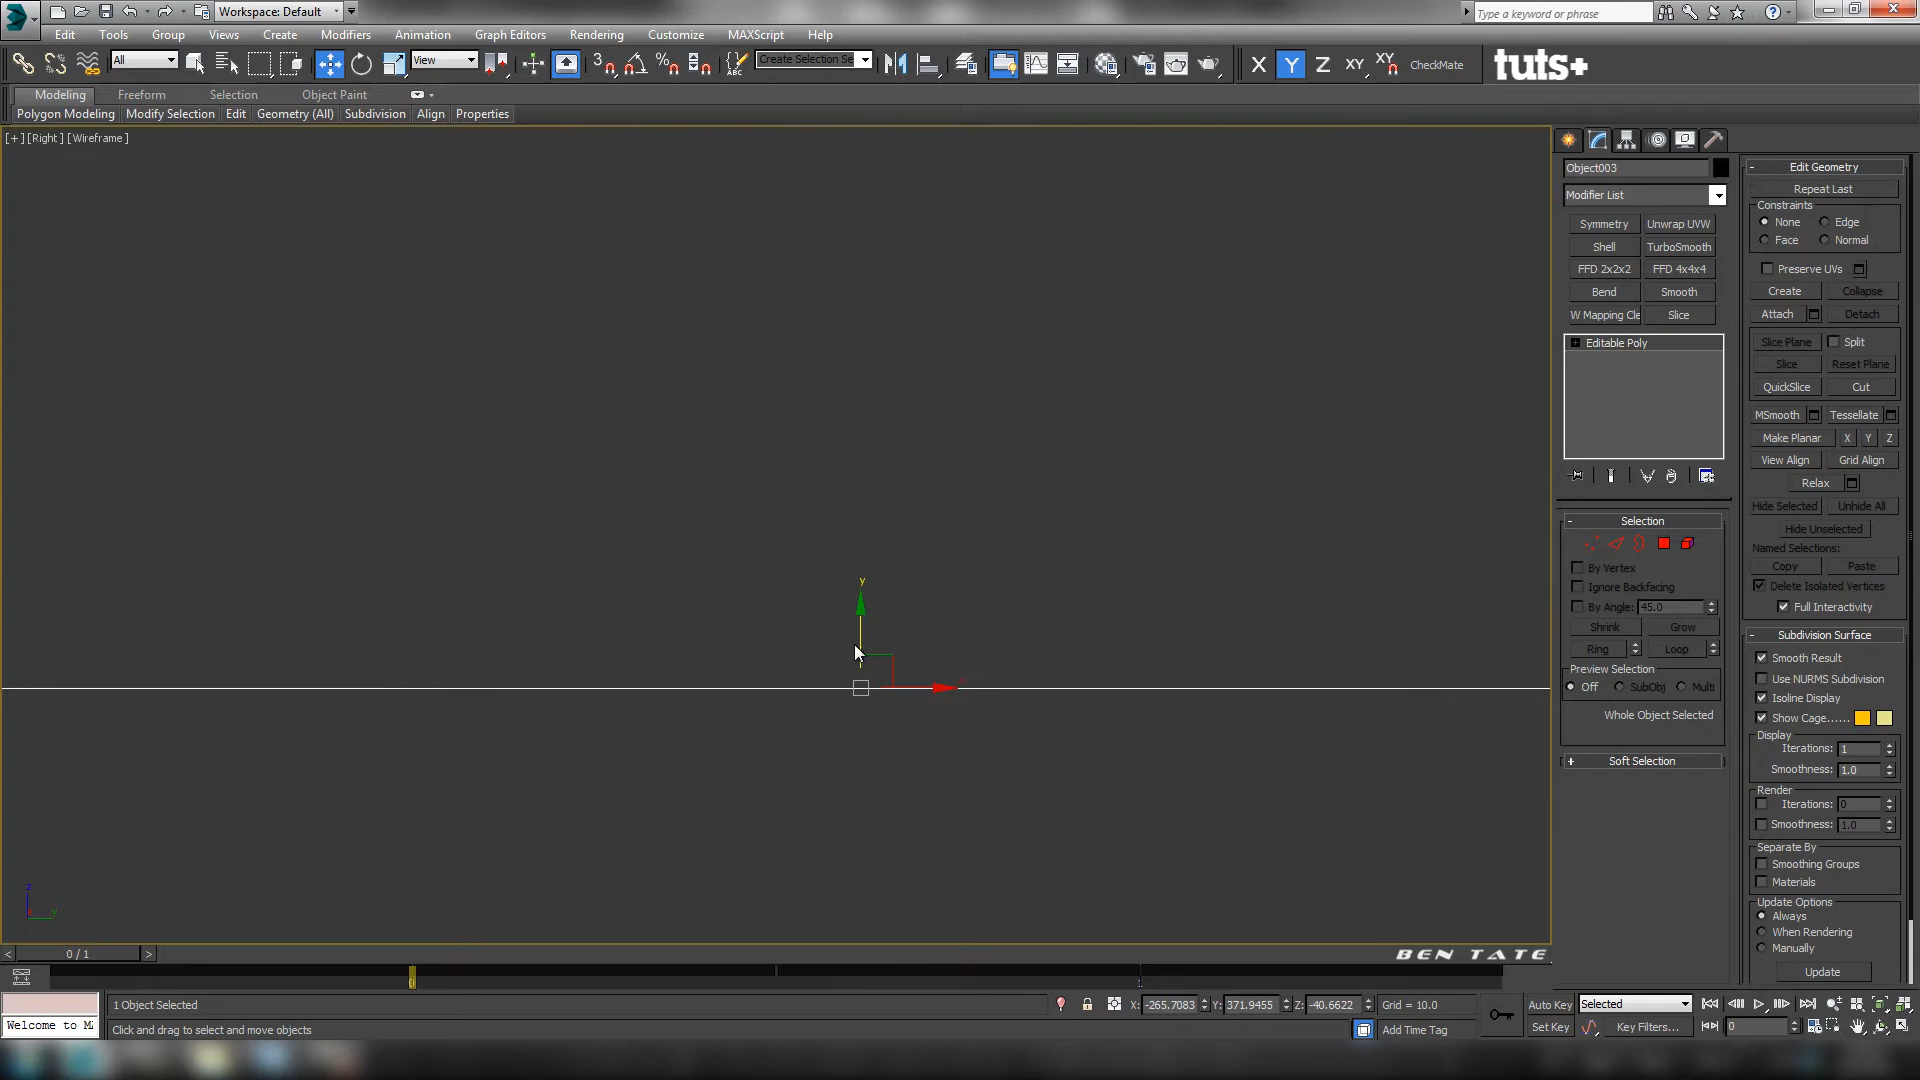 Workspace: Default
Type a keyword or phrase
Edit Tools Group Views Create Modifiers Animation Graph Editors Rendering Customize MAXScript Help
All View Create Selection Se X Y Z XY XY CheckMate tuts+
Modeling Freeform Selection Object Paint
Polygon Modeling Modify Selection Edit Geometry (All) Subdivision Align Properties
[+] [Right] [Wireframe]
y
z
y
Object003
Modifier List
Symmetry Unwrap UVW
Shell TurboSmooth
FFD 2x2x2 FFD 4x4x4
Bend Smooth
W Mapping Cle Slice
Editable Poly
Selection
By Vertex
Ignore Backfacing
By Angle: 45.0
Shrink Grow
Ring Loop
Preview Selection
Off SubObj Multi
Whole Object Selected
Soft Selection
Edit Geometry
Repeat Last
Constraints
None Edge
Face Normal
Preserve UVs
Create Collapse
Attach Detach
Slice Plane Split
Slice Reset Plane
QuickSlice Cut
MSmooth Tessellate
Make Planar X Y Z
View Align Grid Align
Relax
Hide Selected Unhide All
Hide Unselected
Named Selections:
Copy Paste
Delete Isolated Vertices
Full Interactivity
Subdivision Surface
Smooth Result
Use NURMS Subdivision
Isoline Display
Show Cage......
Display
Iterations: 1
Smoothness: 1.0
Render
Iterations: 0
Smoothness: 1.0
Separate By
Smoothing Groups
Materials
Update Options
Always
When Rendering
Manually
Update
< 0 / 1 >
BEN TATE
0 1
1 Object Selected X: -265.7083 Y: 371.9455 Z: -40.6622 Grid = 10.0 Auto Key Selected
Welcome to M Click and drag to select and move objects Add Time Tag Set Key Key Filters... 0